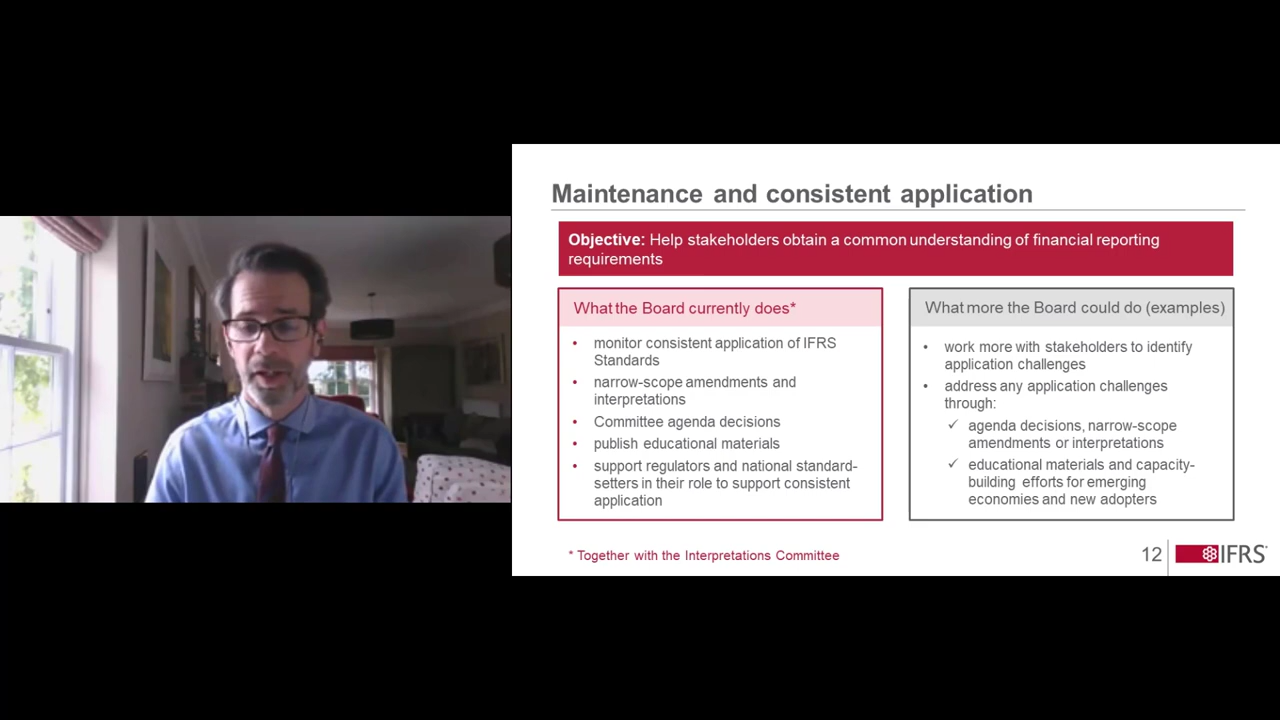 Maintenance and consistent application
Objective: Help stakeholders obtain a common understanding of financial reporting
requirements
What the Board currently does*
• monitor consistent application of IFRS
Standards
• narrow-scope amendments and
interpretations
• Committee agenda decisions
• publish educational materials
• support regulators and national standard-
setters in their role to support consistent
application
What more the Board could do (examples)
• work more with stakeholders to identify
application challenges
• address any application challenges
through:
✓ agenda decisions, narrow-scope
amendments or interpretations
✓ educational materials and capacity-
building efforts for emerging
economies and new adopters
* Together with the Interpretations Committee
12
IFRS